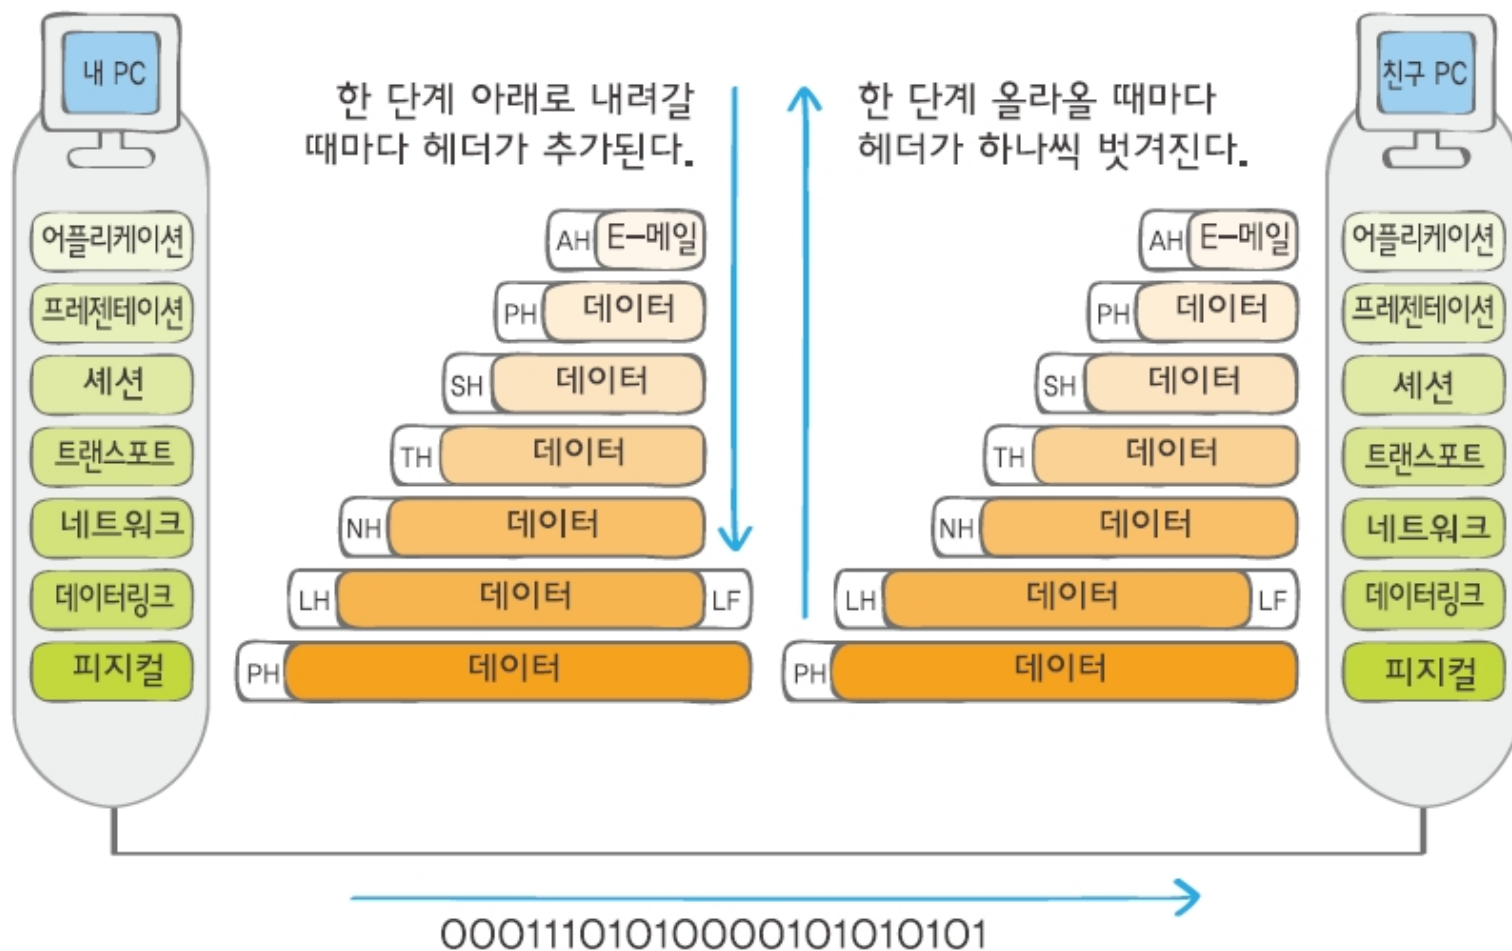 내 PC
한 단계 아래로 내려갈
때마다 헤더가 추가된다.
한 단계 올라올 때마다
헤더가 하나씩 벗겨진다.
친구 PC
어플리케이션
AH E-메일
AH E-메일
어플리케이션
프레젠테이션
PH 데이터
PH 데이터
프레젠테이션
셰션
SH 데이터
SH 데이터
세션
트랜스포트
TH 데이터
TH 데이터
트랜스포트
네트워크
NH 데이터
NH 데이터
네트워크
데이터링크
LH 데이터 LF
LH 데이터 LF
데이터링크
피지컬
PH 데이터
PH 데이터
피지컬
00011101010000101010101